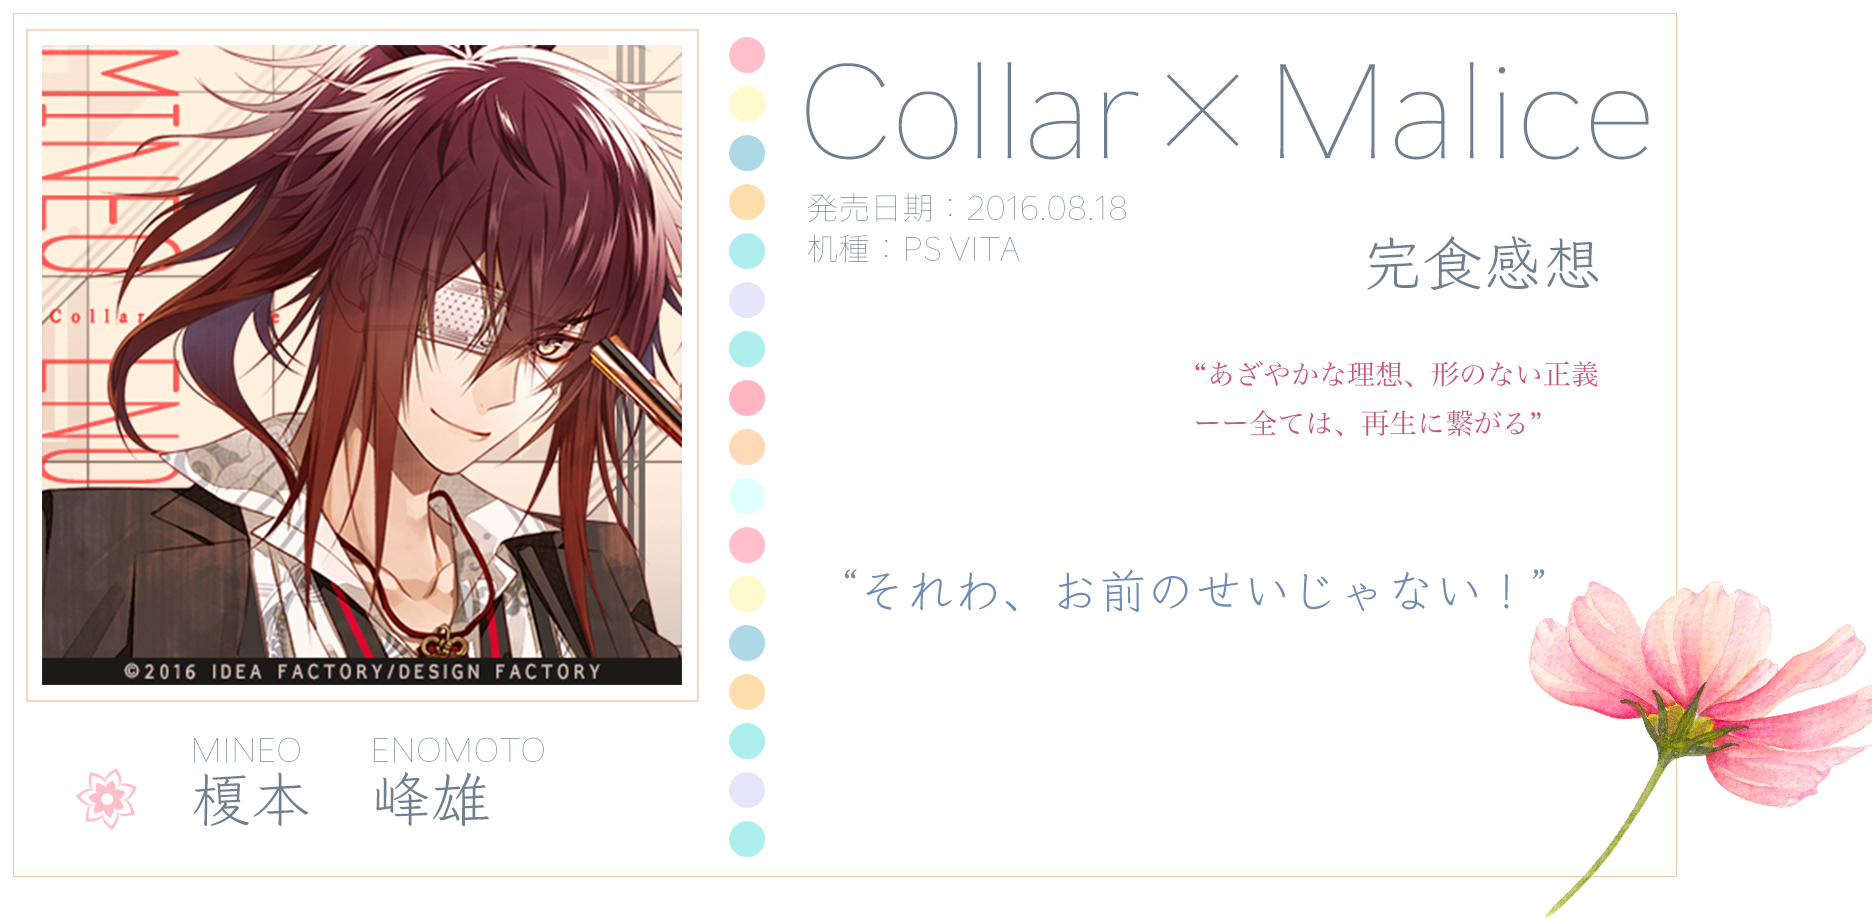 MINEO ENO
Collar e
©2016 IDEA FACTORY/DESIGN FACTORY
MINEO ENOMOTO
榎本 峰雄
Collar×Malice
発売日期：2016.08.18
机種：PS VITA
完食感想
“あざやかな理想、形のない正義
ーー全ては、再生に繋がる”
“それわ、お前のせいじゃない！”